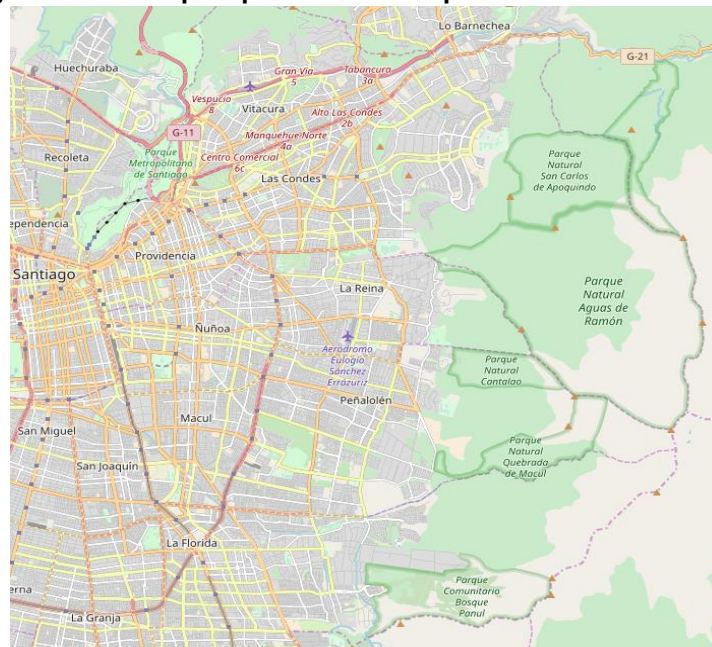 Lo Barnechea
G-21
Huechuraba
Gran Vía
5
Tabancura
3a
Vespucio
8
Vitacura
Alto Las Condes
2b
G-11
Manquehue Norte
4a
Recoleta
Parque
Metropolitano
de Santiago
Centro Comercial
6c
Parque
Natural
San Carlos
de Apoquindo
Las Condes
ependencia
Providencia
Santiago
La Reina
Parque
Natural
Aguas de
Ramón
Ñuñoa
Aeródromo
Eulogio
Sánchez
Errázuriz
Parque
Natural
Cantalao
Peñalolén
Macul
San Miguel
Parque
Natural
Quebrada
de Macul
San Joaquín
La Florida
Parque
Comunitario
Bosque
Panul
erna
La Granja